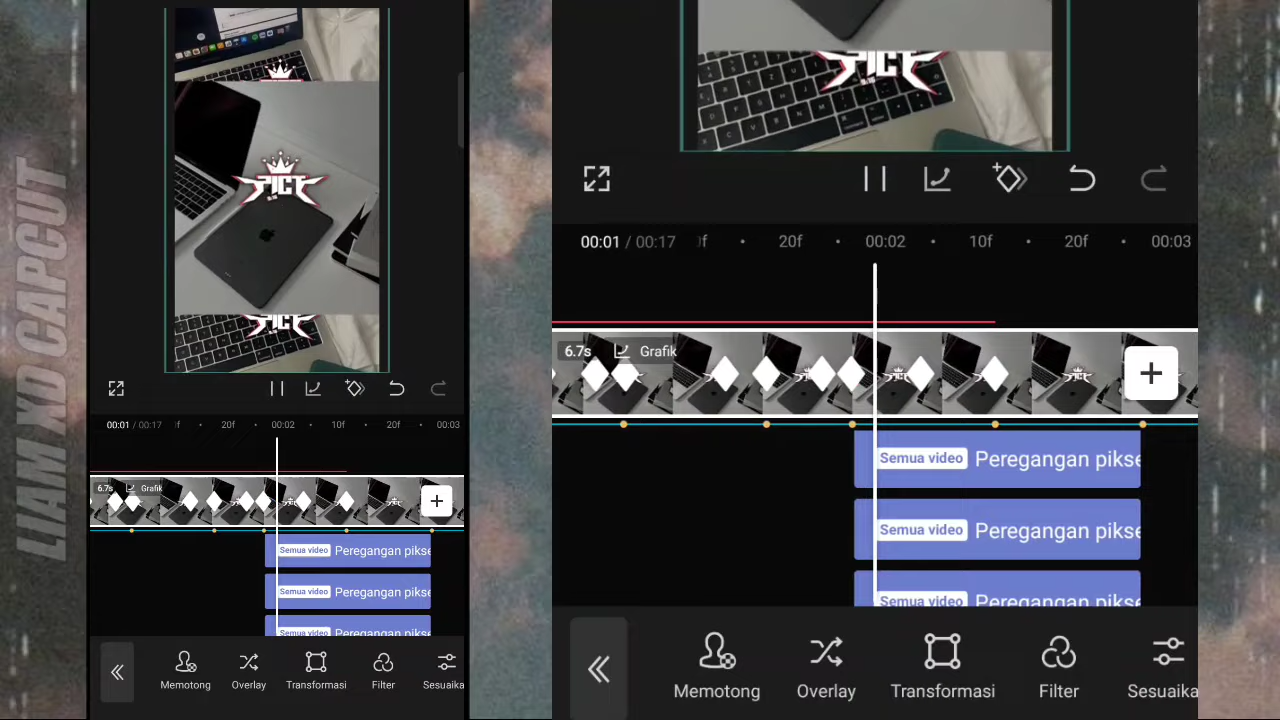 LIAM XD CAPCUT
PICT
00:01 / 00:17 f 20f 00:02 10f 20f 00:03
6.7s Grafik
Semua video Peregangan pikse
Semua video Peregangan pikse
Semua video Peregangan pikse
Memotong Overlay Transformasi Filter Sesuaika
PICT
00:01 / 00:17 f 20f 00:02 10f 20f 00:03
6.7s Grafik
Semua video Peregangan pikse
Semua video Peregangan pikse
Semua video Peregangan pikse
Memotong Overlay Transformasi Filter Sesuaika